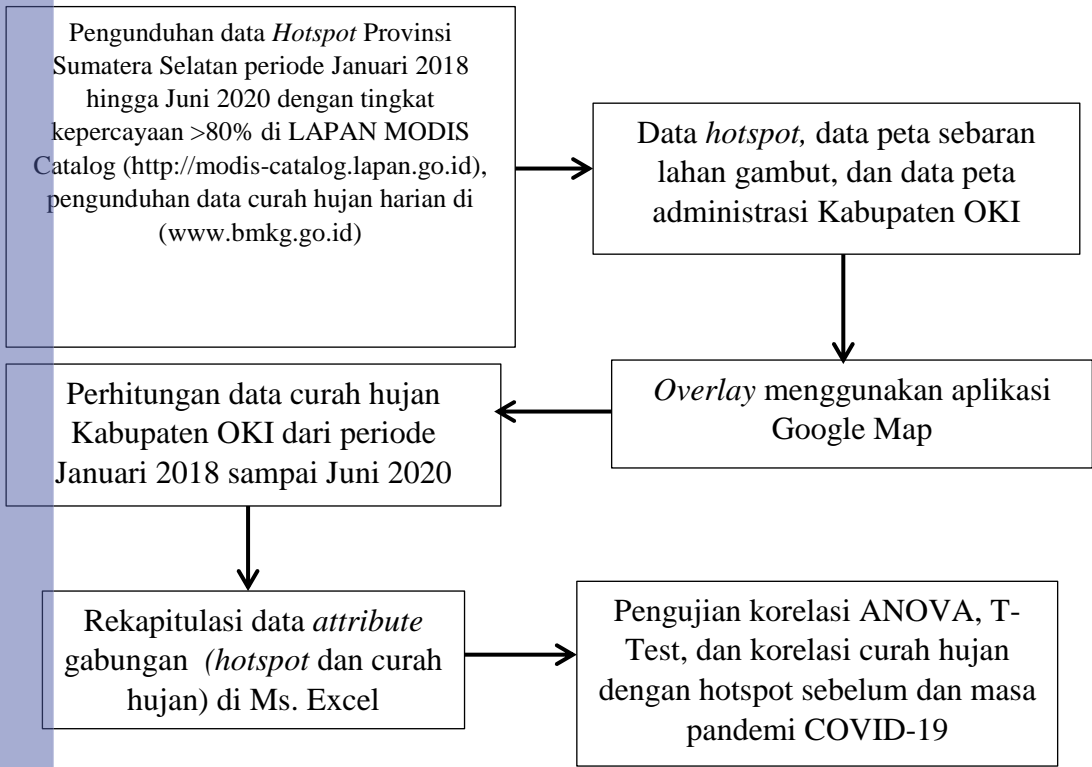 Pengunduhan data Hotspot Provinsi
Sumatera Selatan periode Januari 2018
hingga Juni 2020 dengan tingkat
kepercayaan >80% di LAPAN MODIS
Catalog (http://modis-catalog.lapan.go.id),
pengunduhan data curah hujan harian di
(www.bmkg.go.id)
Data hotspot, data peta sebaran
lahan gambut, dan data peta
administrasi Kabupaten OKI
Overlay menggunakan aplikasi
Google Map
Perhitungan data curah hujan
Kabupaten OKI dari periode
Januari 2018 sampai Juni 2020
Rekapitulasi data attribute
gabungan (hotspot dan curah
hujan) di Ms. Excel
Pengujian korelasi ANOVA, T-
Test, dan korelasi curah hujan
dengan hotspot sebelum dan masa
pandemi COVID-19